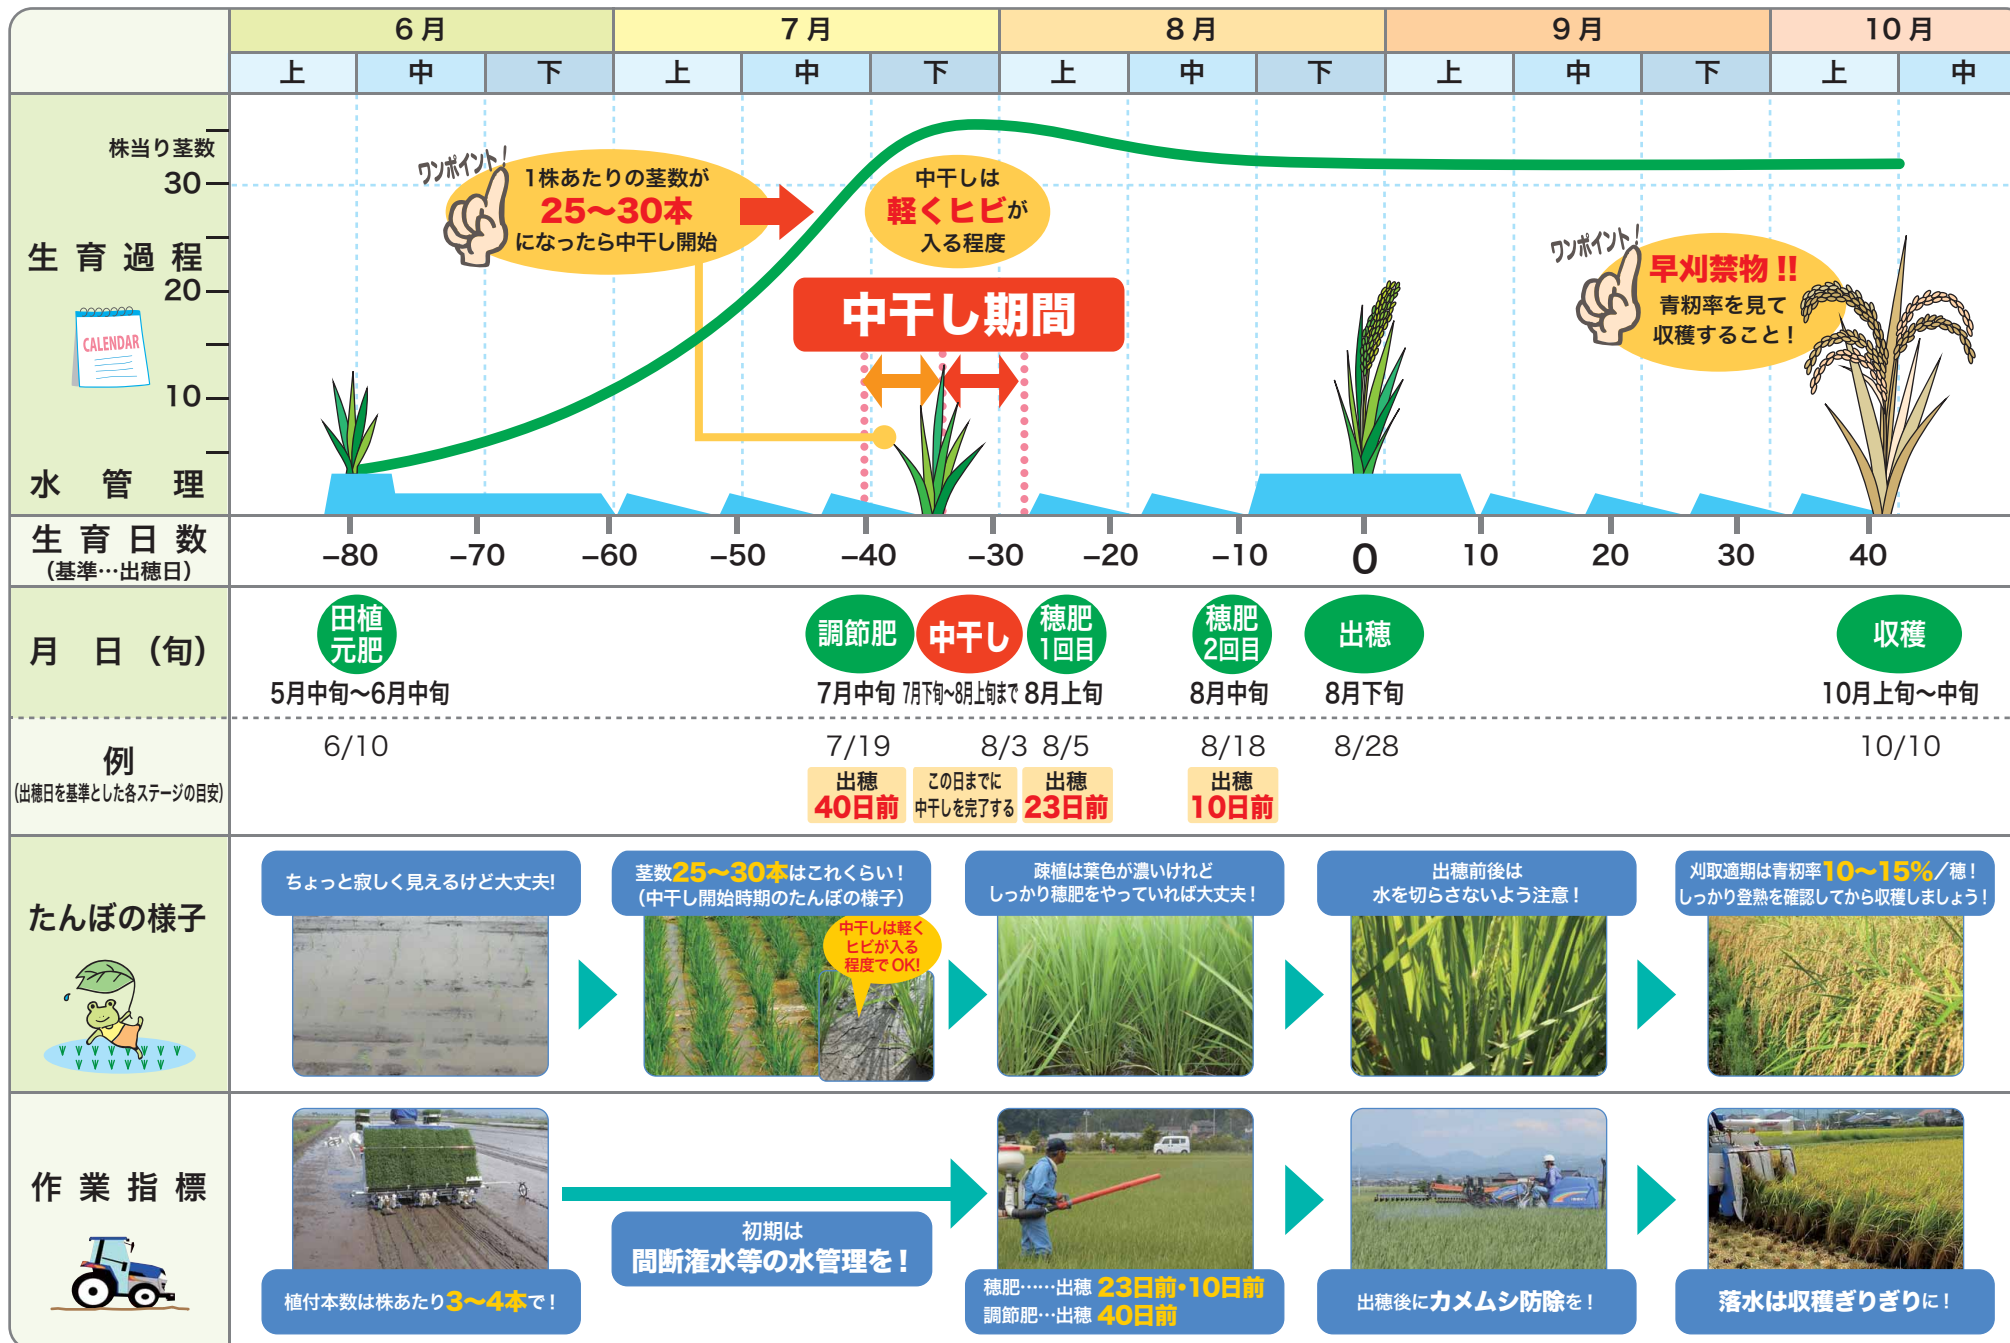 6月 7月 8月 9月 10月
上 中 下 上 中 下 上 中 下 上 中 下 上 中
生育過程
株当り茎数
30
20
10
CALENDAR
ワンポイント！
1株あたりの茎数が
25〜30本
になったら中干し開始
中干しは
軽くヒビが
入る程度
中干し期間
ワンポイント！
早刈禁物!!
青籾率を見て
収穫すること！
水管理
生育日数
（基準…出穂日）
−80 −70 −60 −50 −40 −30 −20 −10 0 10 20 30 40
月日（旬）
田植
元肥
5月中旬〜6月中旬
調節肥
7月中旬
中干し
7月下旬〜8月上旬まで
穂肥
1回目
8月上旬
穂肥
2回目
8月中旬
出穂
8月下旬
収穫
10月上旬〜中旬
例
（出穂日を基準とした各ステージの目安）
6/10 7/19 8/3 8/5 8/18 8/28 10/10
出穂
40日前
この日までに
中干しを完了する
出穂
23日前
出穂
10日前
たんぼの様子
ちょっと寂しく見えるけど大丈夫!
茎数25〜30本はこれくらい！
（中干し開始時期のたんぼの様子）
中干しは軽く
ヒビが入る
程度でOK!
疎植は葉色が濃いけれど
しっかり穂肥をやっていれば大丈夫！
出穂前後は
水を切らさないよう注意！
刈取適期は青籾率10〜15%／穂！
しっかり登熟を確認してから収穫しましょう！
作業指標
植付本数は株あたり3〜4本で！
初期は
間断潅水等の水管理を！
穂肥……出穂 23日前・10日前
調節肥…出穂 40日前
出穂後にカメムシ防除を！
落水は収穫ぎりぎりに！